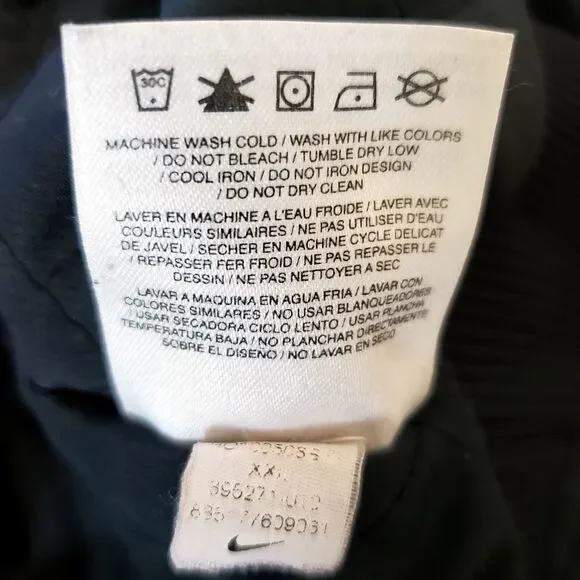 30C
MACHINE WASH COLD / WASH WITH LIKE COLORS
/ DO NOT BLEACH / TUMBLE DRY LOW
/ COOL IRON / DO NOT IRON DESIGN
/ DO NOT DRY CLEAN
LAVER EN MACHINE A L'EAU FROIDE / LAVER AVEC
COULEURS SIMILAIRES / NE PAS UTILISER D'EAU
DE JAVEL / SECHER EN MACHINE CYCLE DELICAT
/ REPASSER FER FROID / NE PAS REPASSER LE
DESSIN / NE PAS NETTOYER A SEC
LAVAR A MAQUINA EN AGUA FRIA / LAVAR CON
COLORES SIMILARES / NO USAR BLANQUEADORES
/ USAR SECADORA CICLO LENTO / USAR PLANCHA
TEMPERATURA BAJA / NO PLANCHAR DIRECTAMENTE
SOBRE EL DISEÑO / NO LAVAR EN SECO